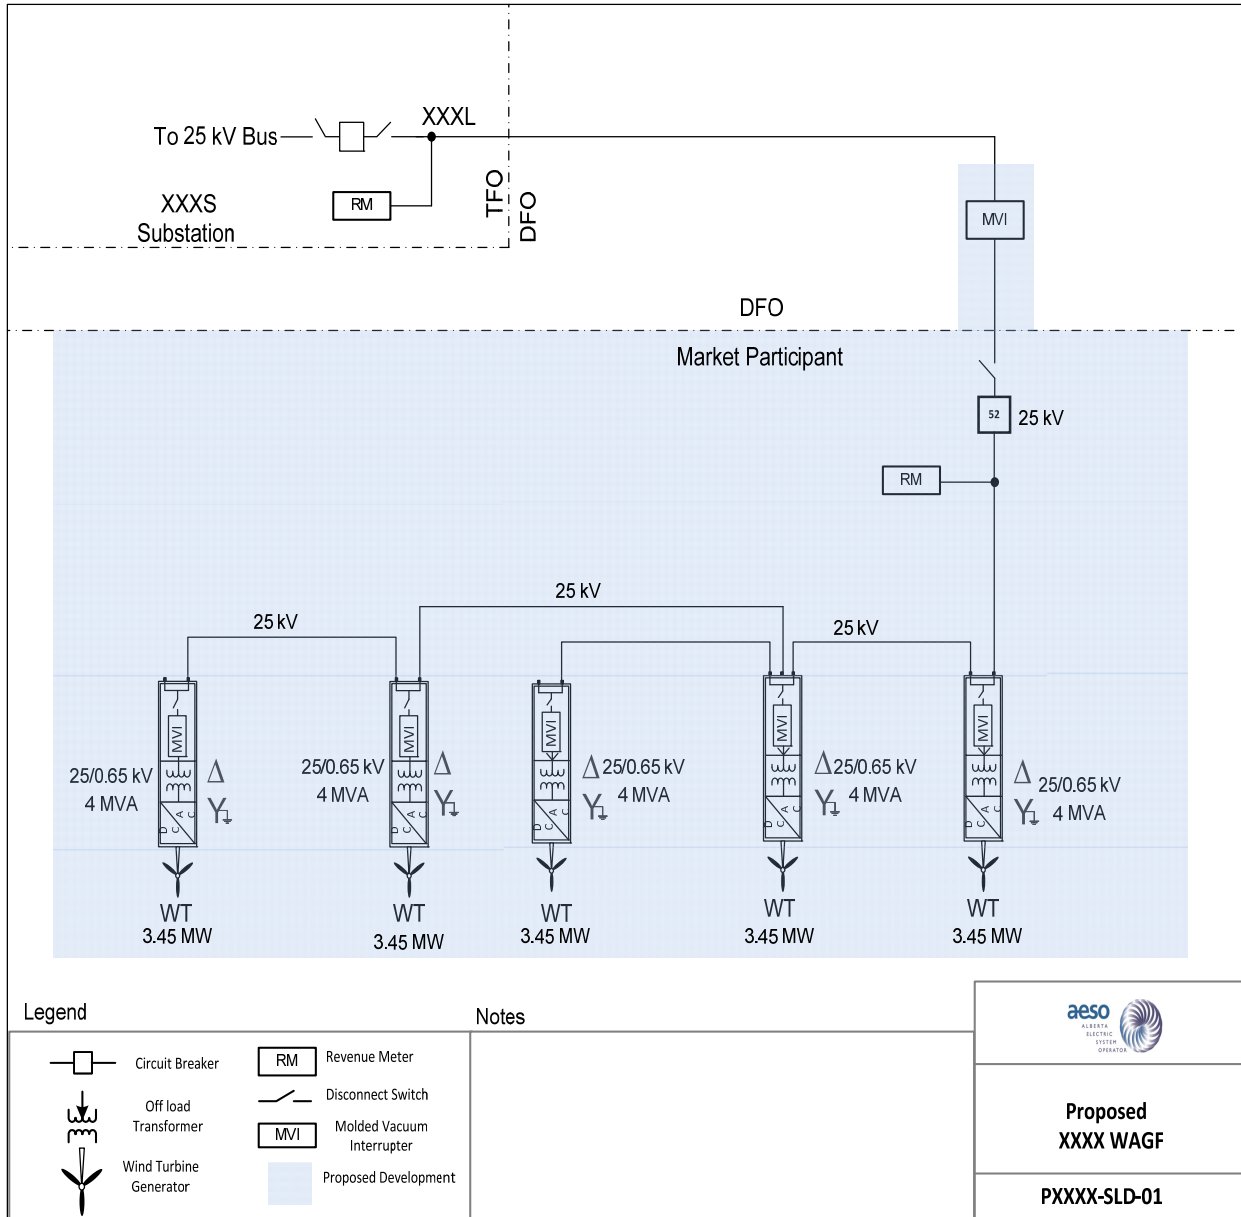 XXXL
To 25 kV Bus
RM
XXXS
Substation
TFO
DFO
MVI
DFO
Market Participant
52
25 kV
RM
25 kV
25 kV
25 kV
MVI
MVI
MVI
MVI
MVI
25/0.65 kV
4 MVA
Δ
Y
25/0.65 kV
4 MVA
Δ
Y
Δ
Y
25/0.65 kV
4 MVA
Δ
Y
25/0.65 kV
4 MVA
Δ
Y
25/0.65 kV
4 MVA
D C A C
D C A C
D C A C
D C A C
D C A C
WT
3.45 MW
WT
3.45 MW
WT
3.45 MW
WT
3.45 MW
WT
3.45 MW
Legend
Circuit Breaker
Off load
Transformer
Wind Turbine
Generator
RM
Revenue Meter
Disconnect Switch
MVI
Molded Vacuum
Interrupter
Proposed Development
Notes
aeso
ALBERTA
ELECTRIC
SYSTEM
OPERATOR
Proposed
XXXX WAGF
PXXXX-SLD-01